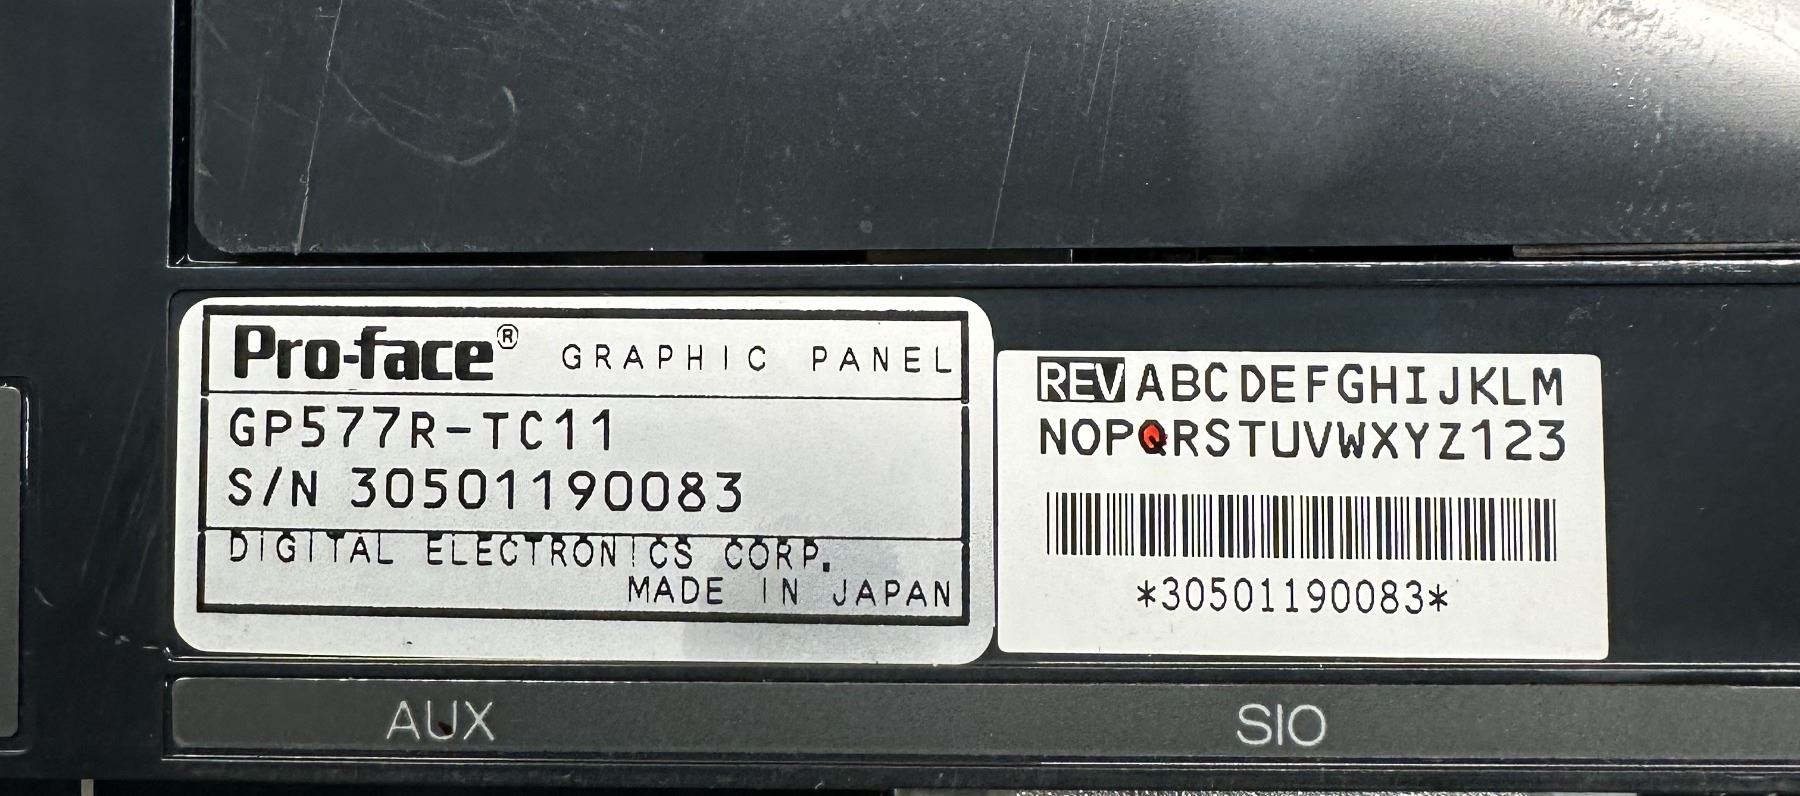 Pro-face® GRAPHIC PANEL
GP577R-TC11
S/N 30501190083
DIGITAL ELECTRONICS CORP.
MADE IN JAPAN
REV ABCDEFGHIJKLM
NOPQRSTUVWXYZ123
*30501190083*
AUX
SIO